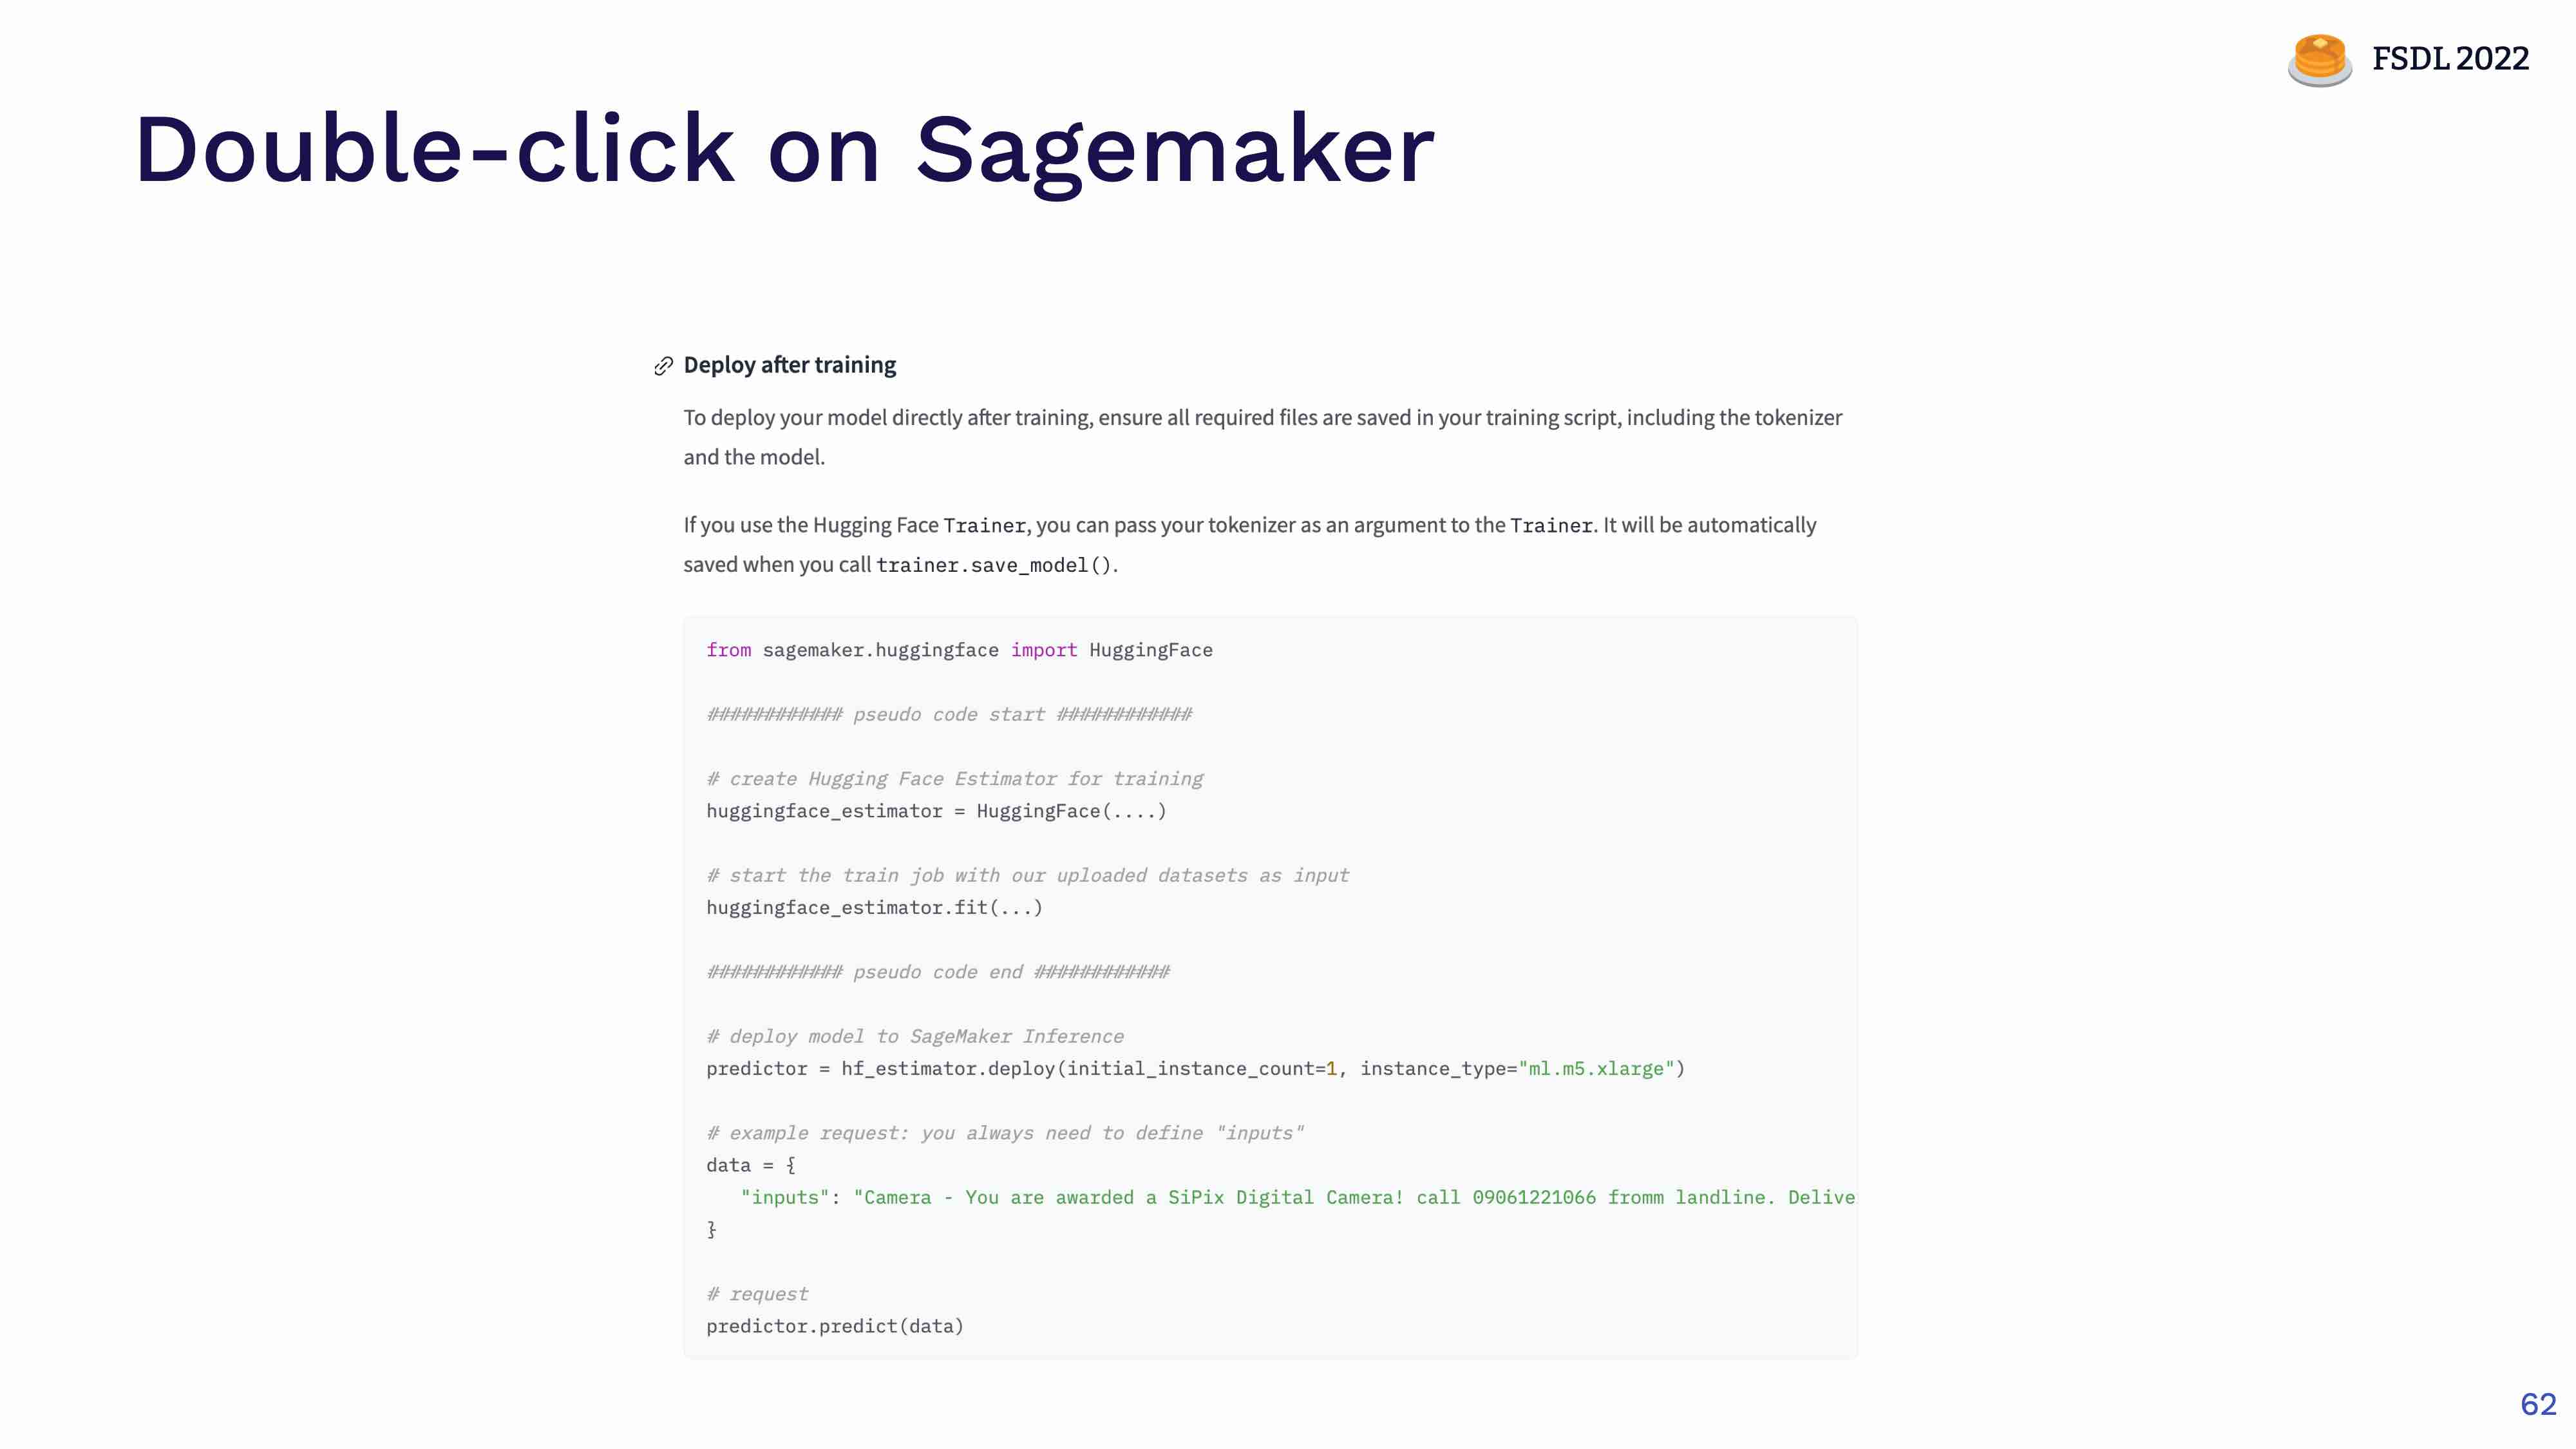 FSDL 2022
Double-click on Sagemaker
Deploy after training
To deploy your model directly after training, ensure all required files are saved in your training script, including the tokenizer
and the model.
If you use the Hugging Face Trainer, you can pass your tokenizer as an argument to the Trainer. It will be automatically
saved when you call trainer.save_model().
from sagemaker.huggingface import HuggingFace
############ pseudo code start ############
# create Hugging Face Estimator for training
huggingface_estimator = HuggingFace(....)
# start the train job with our uploaded datasets as input
huggingface_estimator.fit(...)
############ pseudo code end ############
# deploy model to SageMaker Inference
predictor = hf_estimator.deploy(initial_instance_count=1, instance_type="ml.m5.xlarge")
# example request: you always need to define "inputs"
data = {
"inputs": "Camera - You are awarded a SiPix Digital Camera! call 09061221066 fromm landline. Delive
}
# request
predictor.predict(data)
62